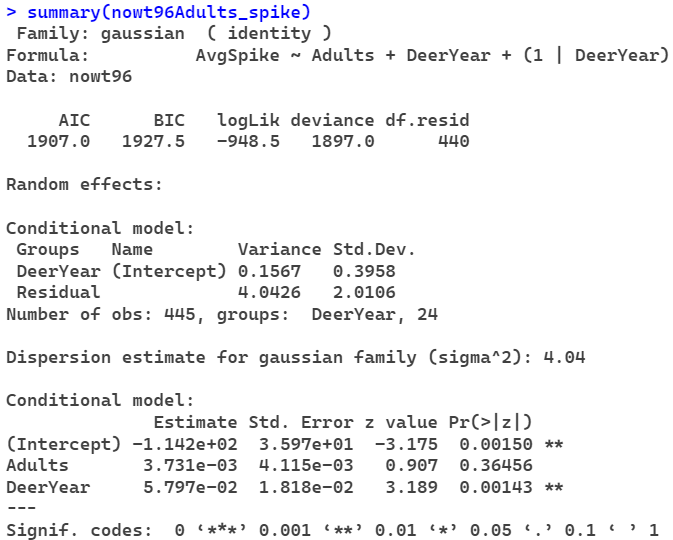 > summary(nowt96Adults_spike)
 Family: gaussian  ( identity )
Formula:          AvgSpike ~ Adults + DeerYear + (1 | DeerYear)
Data: nowt96

     AIC      BIC   logLik deviance df.resid
  1907.0   1927.5   -948.5   1897.0      440

Random effects:

Conditional model:
 Groups   Name        Variance Std.Dev.
 DeerYear (Intercept) 0.1567   0.3958
 Residual             4.0426   2.0106
Number of obs: 445, groups:  DeerYear, 24

Dispersion estimate for gaussian family (sigma^2): 4.04

Conditional model:
              Estimate Std. Error z value Pr(>|z|)
(Intercept) -1.142e+02  3.597e+01  -3.175  0.00150 **
Adults       3.731e-03  4.115e-03   0.907  0.36456
DeerYear     5.797e-02  1.818e-02   3.189  0.00143 **
---
Signif. codes:  0 ‘***’ 0.001 ‘**’ 0.01 ‘*’ 0.05 ‘.’ 0.1 ‘ ’ 1